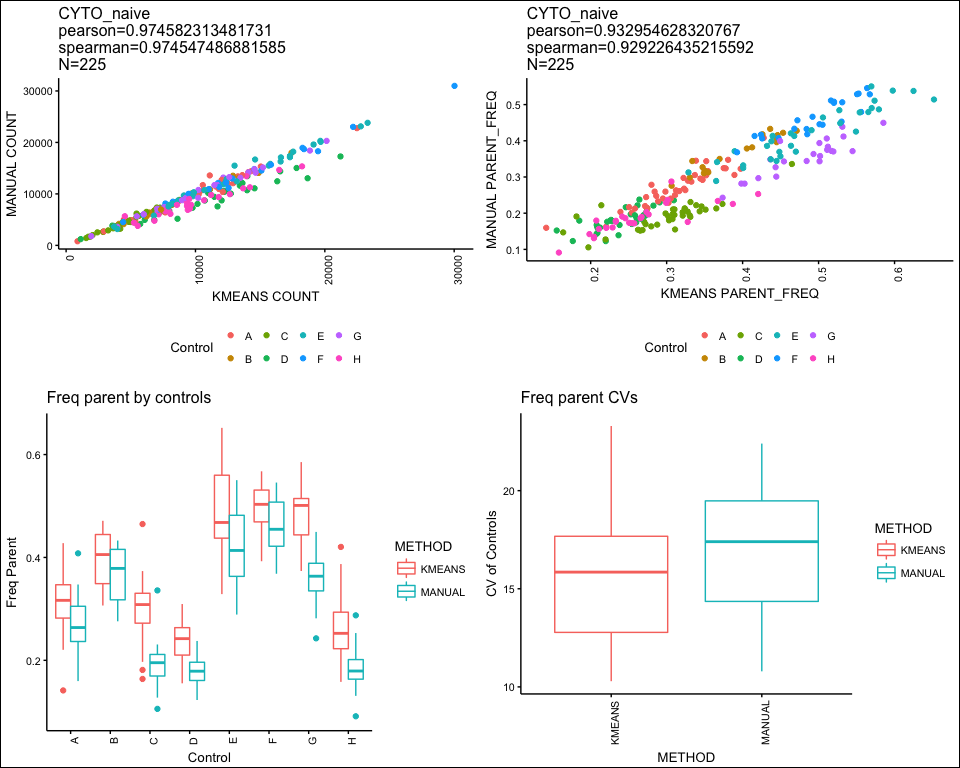 CYTO_naive
pearson=0.974582313481731
spearman=0.974547486881585
N=225
MANUAL COUNT
30000
20000
10000
0
0
10000
20000
30000
KMEANS COUNT
Control
A
C
E
G
B
D
F
H
CYTO_naive
pearson=0.932954628320767
spearman=0.929226435215592
N=225
MANUAL PARENT_FREQ
0.5
0.4
0.3
0.2
0.1
0.2
0.3
0.4
0.5
0.6
KMEANS PARENT_FREQ
Control
A
C
E
G
B
D
F
H
Freq parent by controls
Freq Parent
0.6
0.4
0.2
A
B
C
D
E
F
G
H
Control
METHOD
KMEANS
MANUAL
Freq parent CVs
CV of Controls
20
15
10
KMEANS
MANUAL
METHOD
METHOD
KMEANS
MANUAL